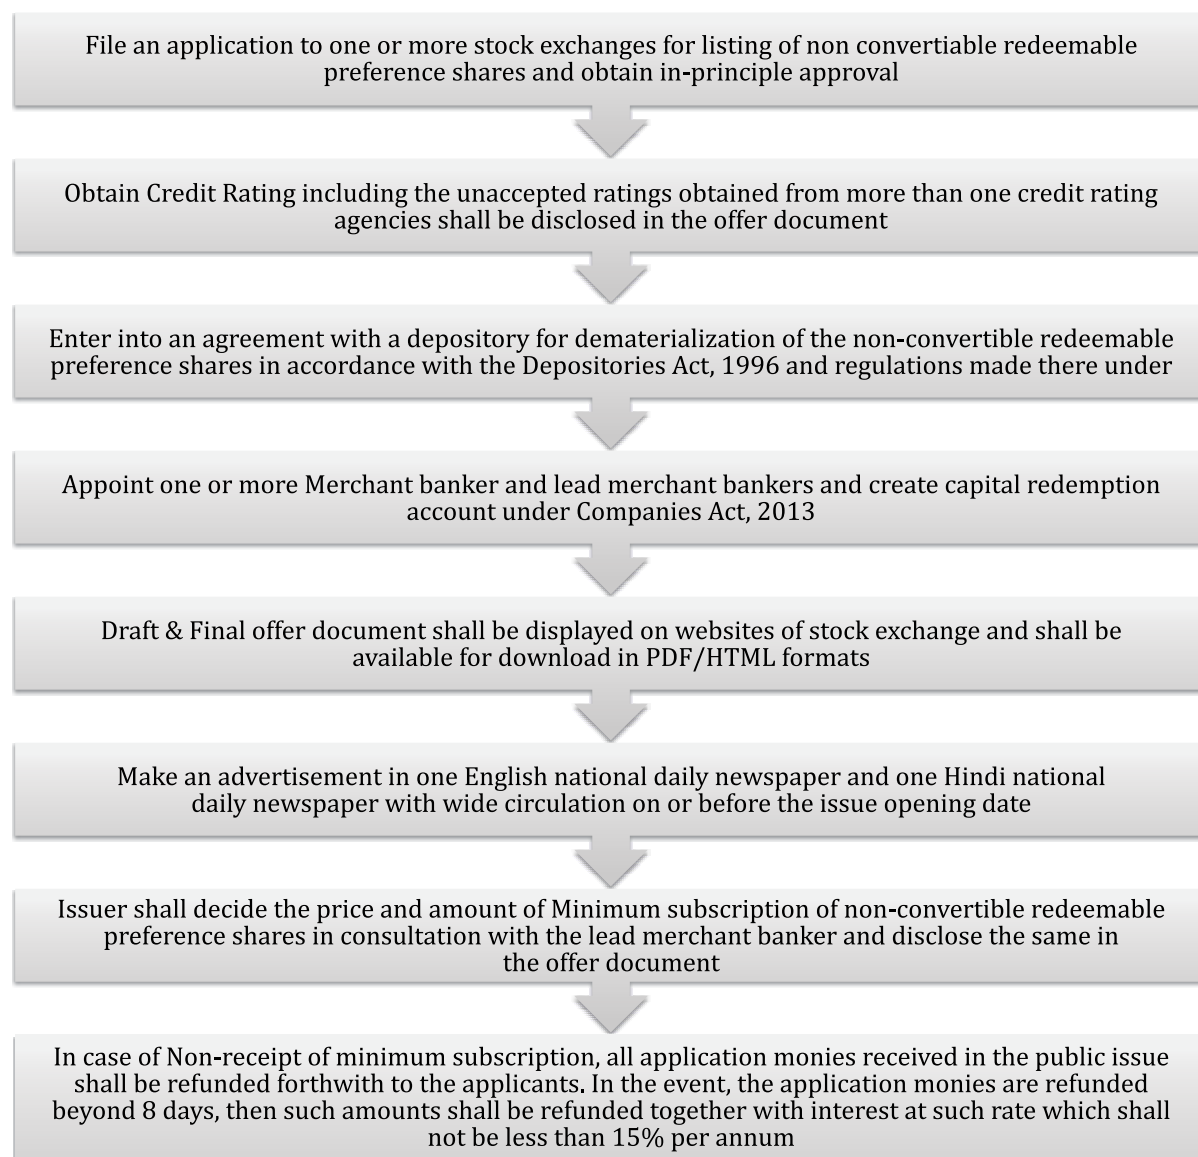 File an application to one or more stock exchanges for listing of non convertiable redeemable
preference shares and obtain in-principle approval
Obtain Credit Rating including the unaccepted ratings obtained from more than one credit rating
agencies shall be disclosed in the offer document
Enter into an agreement with a depository for dematerialization of the non-convertible redeemable
preference shares in accordance with the Depositories Act, 1996 and regulations made there under
Appoint one or more Merchant banker and lead merchant bankers and create capital redemption
account under Companies Act, 2013
Draft & Final offer document shall be displayed on websites of stock exchange and shall be
available for download in PDF/HTML formats
Make an advertisement in one English national daily newspaper and one Hindi national
daily newspaper with wide circulation on or before the issue opening date
Issuer shall decide the price and amount of Minimum subscription of non-convertible redeemable
preference shares in consultation with the lead merchant banker and disclose the same in
the offer document
In case of Non-receipt of minimum subscription, all application monies received in the public issue
shall be refunded forthwith to the applicants. In the event, the application monies are refunded
beyond 8 days, then such amounts shall be refunded together with interest at such rate which shall
not be less than 15% per annum